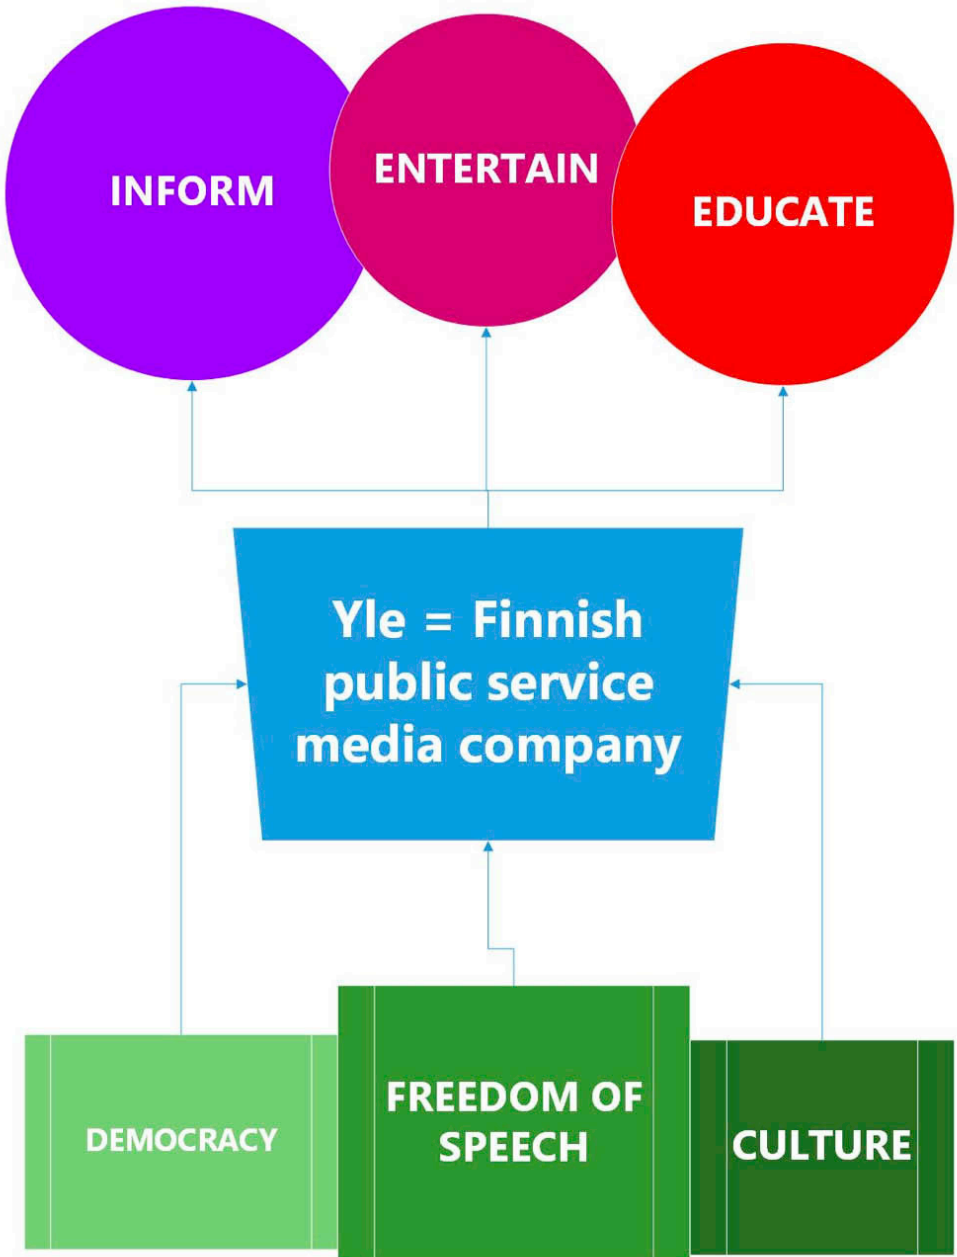 INFORM
ENTERTAIN
EDUCATE
Yle = Finnish
public service
media company
DEMOCRACY
FREEDOM OF
SPEECH
CULTURE